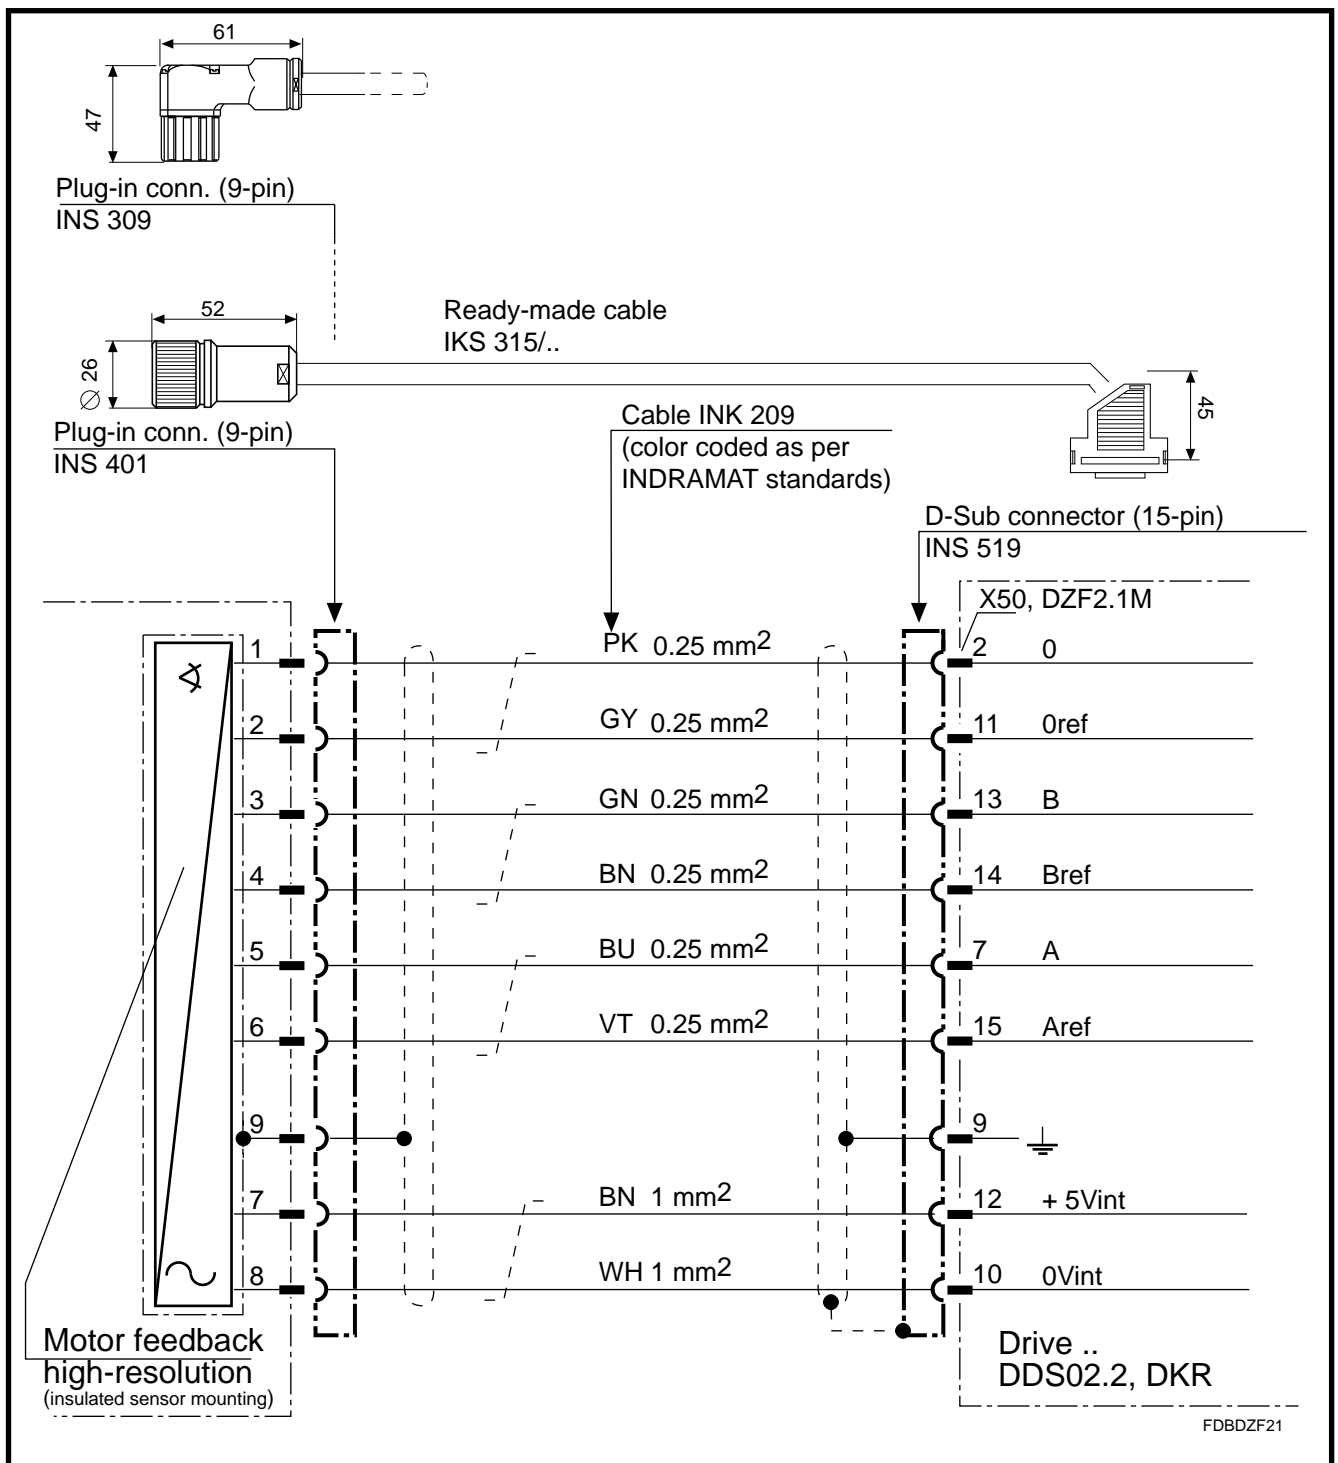 61
47
Plug-in conn. (9-pin)
INS 309
52
Ready-made cable
IKS 315/..
∅ 26
45
Plug-in conn. (9-pin)
INS 401
Cable INK 209
(color coded as per
INDRAMAT standards)
D-Sub connector (15-pin)
INS 519
X50, DZF2.1M
1 PK 0.25 mm2 2 0
2 GY 0.25 mm2 11 0ref
3 GN 0.25 mm2 13 B
4 BN 0.25 mm2 14 Bref
5 BU 0.25 mm2 7 A
6 VT 0.25 mm2 15 Aref
9 9
7 BN 1 mm2 12 + 5Vint
8 WH 1 mm2 10 0Vint
Motor feedback
high-resolution
(insulated sensor mounting)
Drive ..
DDS02.2, DKR
FDBDZF21